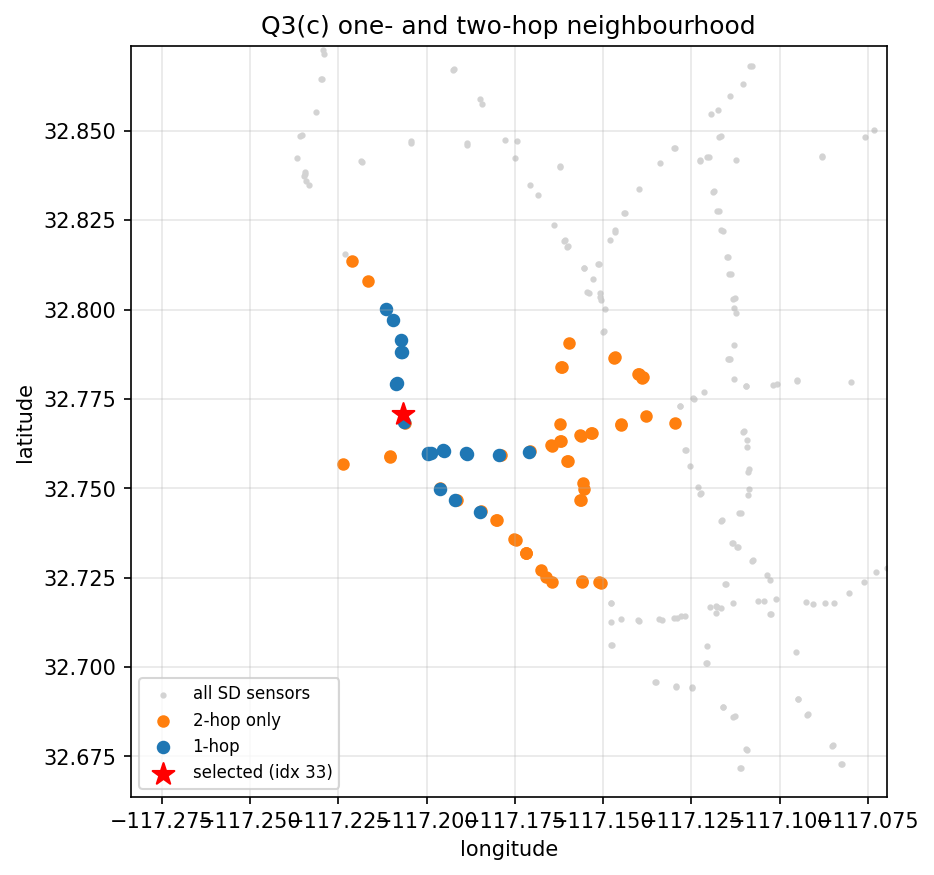 Q3(c) one- and two-hop neighbourhood
latitude
32.850
32.825
32.800
32.775
32.750
32.725
32.700
32.675
all SD sensors
2-hop only
1-hop
selected (idx 33)
−117.275 −117.250 −117.225 −117.200 −117.175 −117.150 −117.125 −117.100 −117.075
longitude